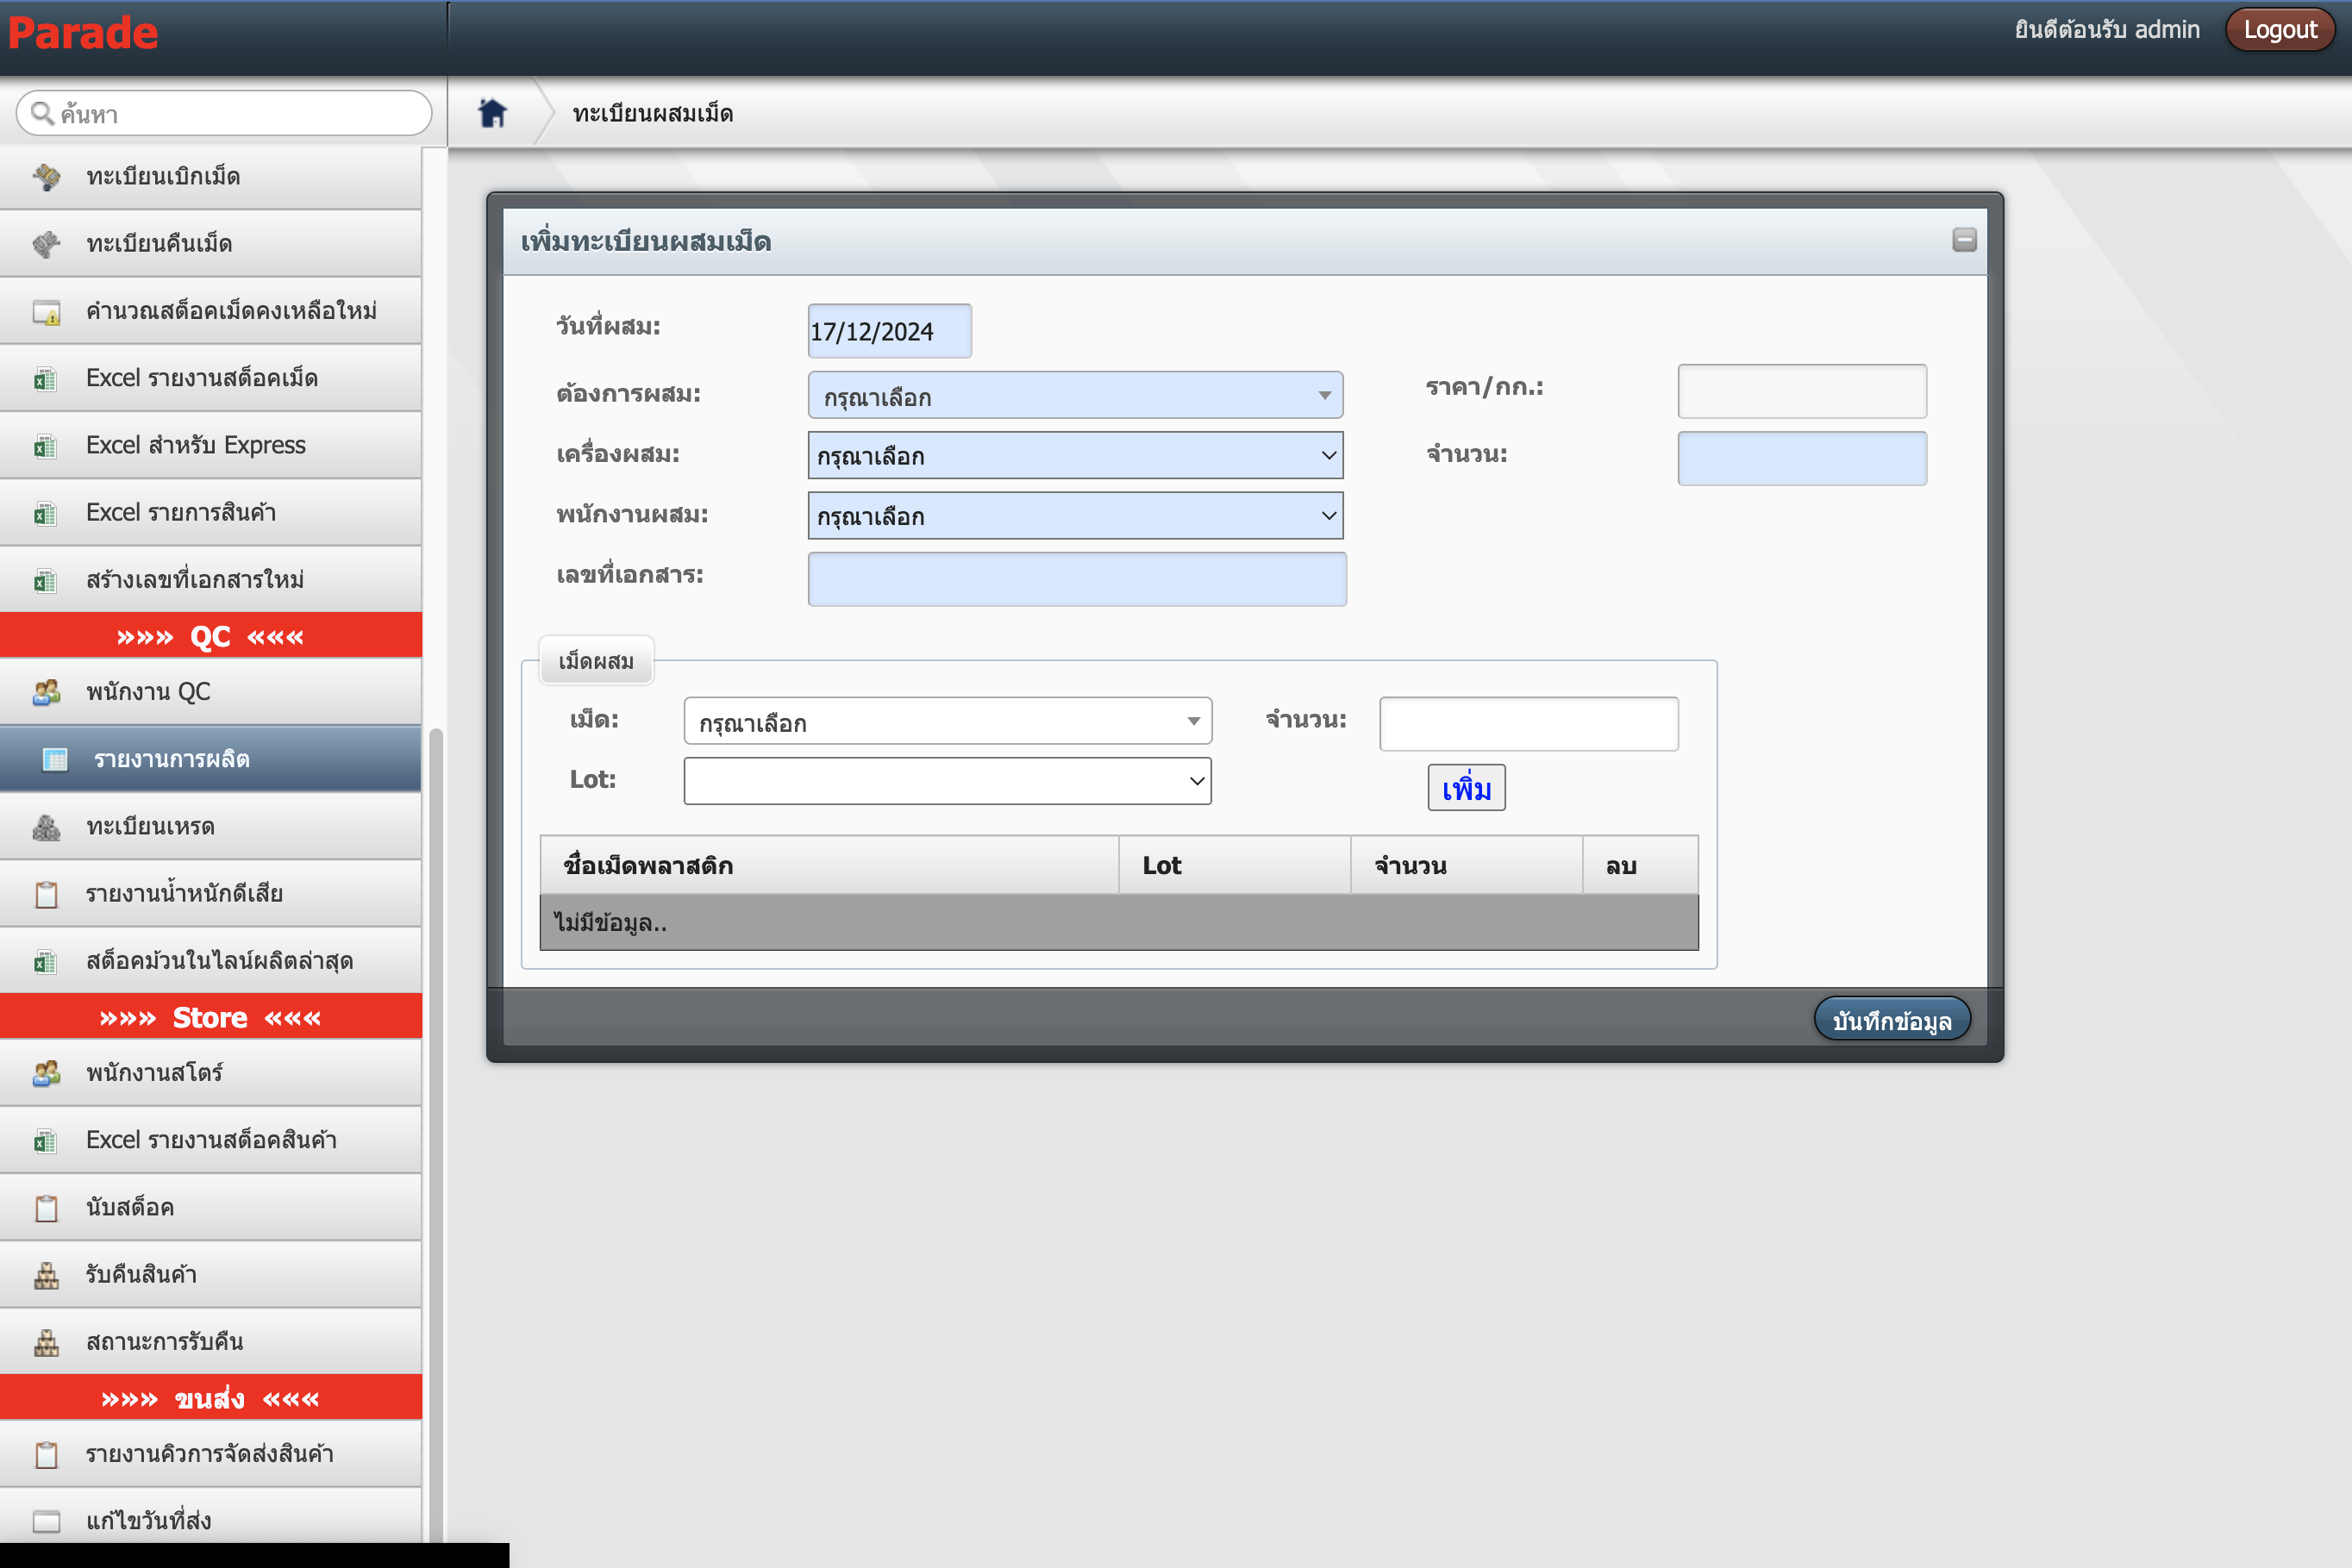 Parade
ยินดีต้อนรับ admin
Logout
ค้นหา
ทะเบียนผสมเม็ด
ทะเบียนเบิกเม็ด
ทะเบียนคืนเม็ด
คำนวณสต็อคเม็ดคงเหลือใหม่
Excel รายงานสต็อคเม็ด
Excel สำหรับ Express
Excel รายการสินค้า
สร้างเลขที่เอกสารใหม่
»»» QC «««
พนักงาน QC
รายงานการผลิต
ทะเบียนเหรด
รายงานน้ำหนักดีเสีย
สต็อคม้วนในไลน์ผลิตล่าสุด
»»» Store «««
พนักงานสโตร์
Excel รายงานสต็อคสินค้า
นับสต็อค
รับคืนสินค้า
สถานะการรับคืน
»»» ขนส่ง «««
รายงานคิวการจัดส่งสินค้า
แก้ไขวันที่ส่ง
เพิ่มทะเบียนผสมเม็ด
วันที่ผสม: 17/12/2024
ต้องการผสม: กรุณาเลือก ราคา/กก.:
เครื่องผสม: กรุณาเลือก จำนวน:
พนักงานผสม: กรุณาเลือก
เลขที่เอกสาร:
เม็ดผสม
เม็ด: กรุณาเลือก จำนวน:
Lot: เพิ่ม
ชื่อเม็ดพลาสติก Lot จำนวน ลบ
ไม่มีข้อมูล..
บันทึกข้อมูล